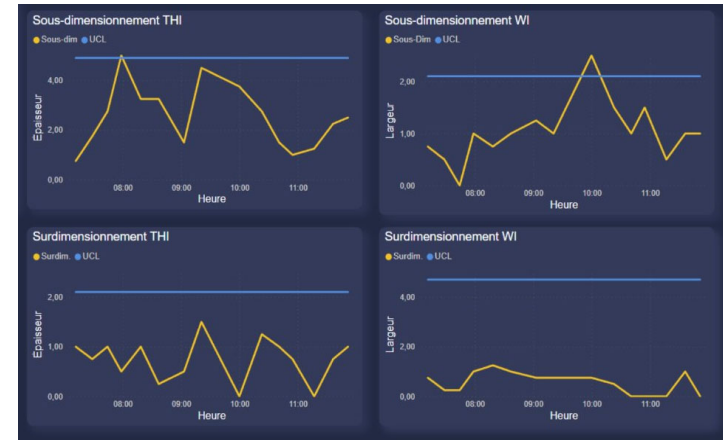 Sous-dimensionnement THI
Sous-dim UCL
4,00
2,00
0,00
Épaisseur
08:00 09:00 10:00 11:00
Heure
Sous-dimensionnement WI
Sous-Dim UCL
2,00
1,00
0,00
Largeur
08:00 09:00 10:00 11:00
Heure
Surdimensionnement THI
Surdim. UCL
2,00
1,00
0,00
Épaisseur
08:00 09:00 10:00 11:00
Heure
Surdimensionnement WI
Surdim. UCL
4,00
2,00
0,00
Largeur
08:00 09:00 10:00 11:00
Heure